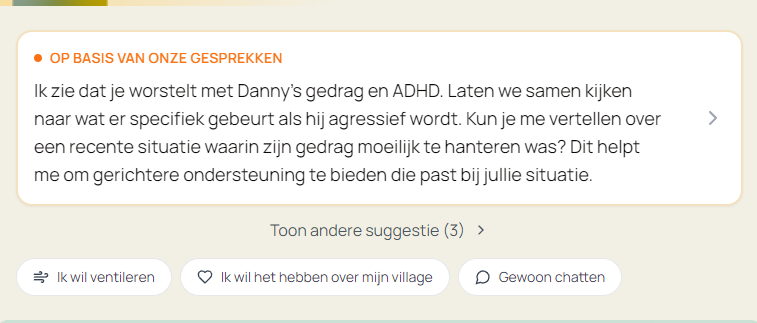 OP BASIS VAN ONZE GESPREKKEN
Ik zie dat je worstelt met Danny's gedrag en ADHD. Laten we samen kijken
naar wat er specifiek gebeurt als hij agressief wordt. Kun je me vertellen over
een recente situatie waarin zijn gedrag moeilijk te hanteren was? Dit helpt
me om gerichtere ondersteuning te bieden die past bij jullie situatie.
Toon andere suggestie (3)
Ik wil ventileren
Ik wil het hebben over mijn village
Gewoon chatten